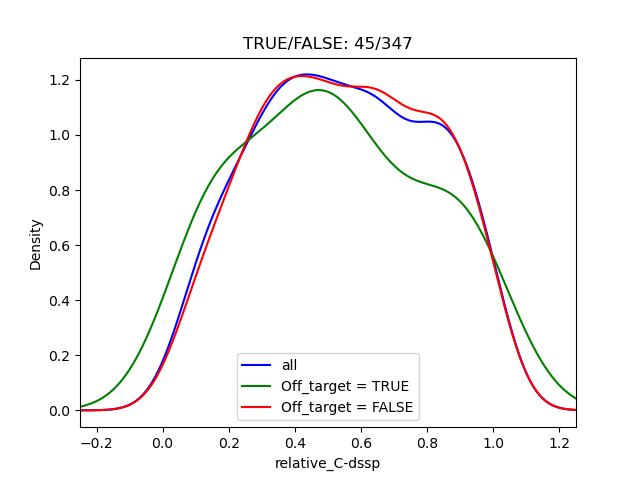 TRUE/FALSE: 45/347
Density
1.2
1.0
0.8
0.6
0.4
0.2
0.0
all
Off_target = TRUE
Off_target = FALSE
−0.2 0.0 0.2 0.4 0.6 0.8 1.0 1.2
relative_C-dssp